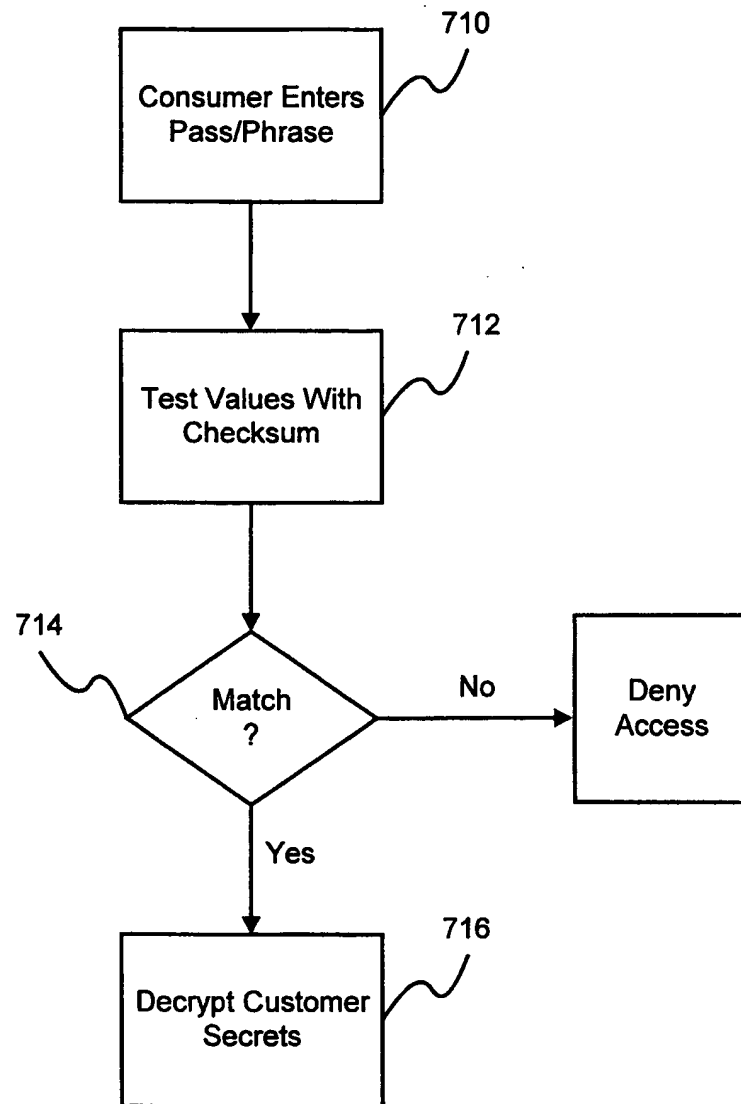 710
Consumer Enters
Pass/Phrase
712
Test Values With
Checksum
714
Match
?
No
Deny
Access
Yes
716
Decrypt Customer
Secrets